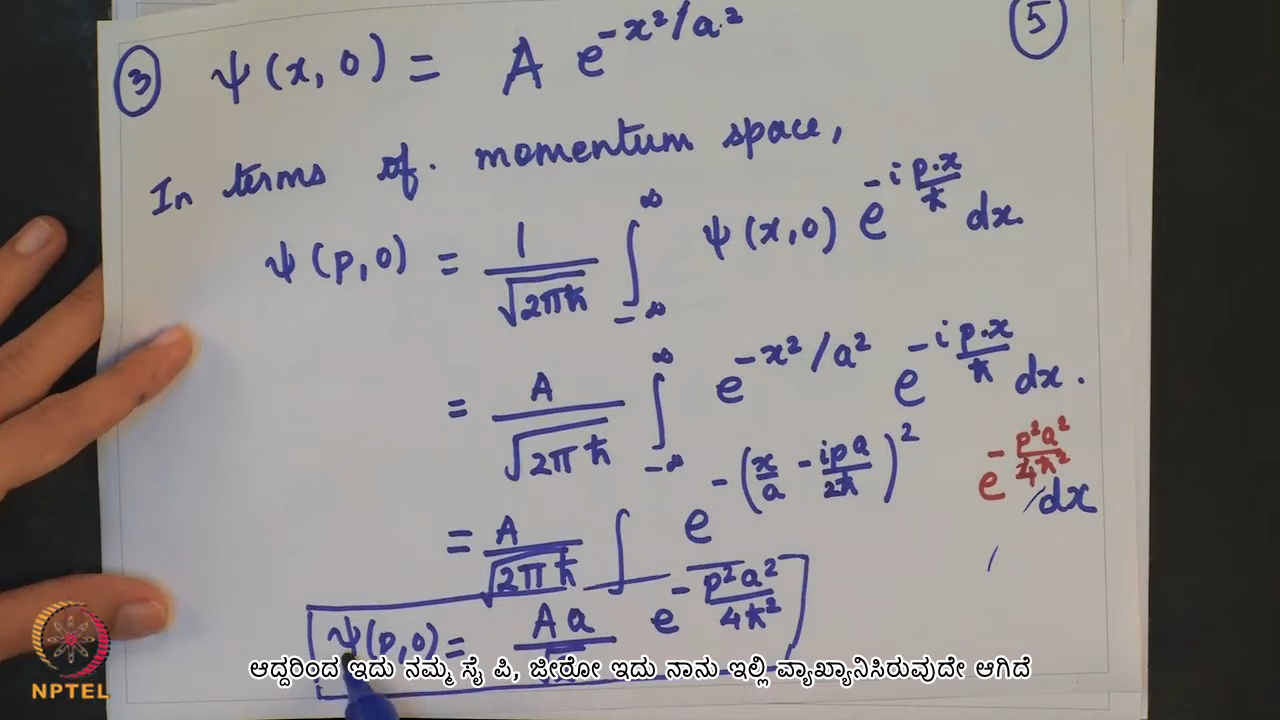 ③ ψ(x,0) = A e^{-x²/a²} ⑤
In terms of. momentum space,
ψ(p,0) = 1/√2πℏ ∫_{-∞}^{∞} ψ(x,0) e^{-i p.x/ℏ} dx.
= A/√2πℏ ∫_{-∞}^{∞} e^{-x²/a²} e^{-i p.x/ℏ} dx.
= A/√2πℏ ∫ e^{-(x/a - ipa/2ℏ)²} e^{-p²a²/4ℏ²} dx
ψ(p,0) = Aa/ e^{-p²a²/4ℏ²}
ಆದ್ದರಿಂದ ಇದು ನಮ್ಮ ಸೈ ಪಿ, ಜೀರೋ ಇದು ನಾನು ಇಲ್ಲಿ ವ್ಯಾಖ್ಯಾನಿಸಿರುವುದೇ ಆಗಿದೆ
NPTEL